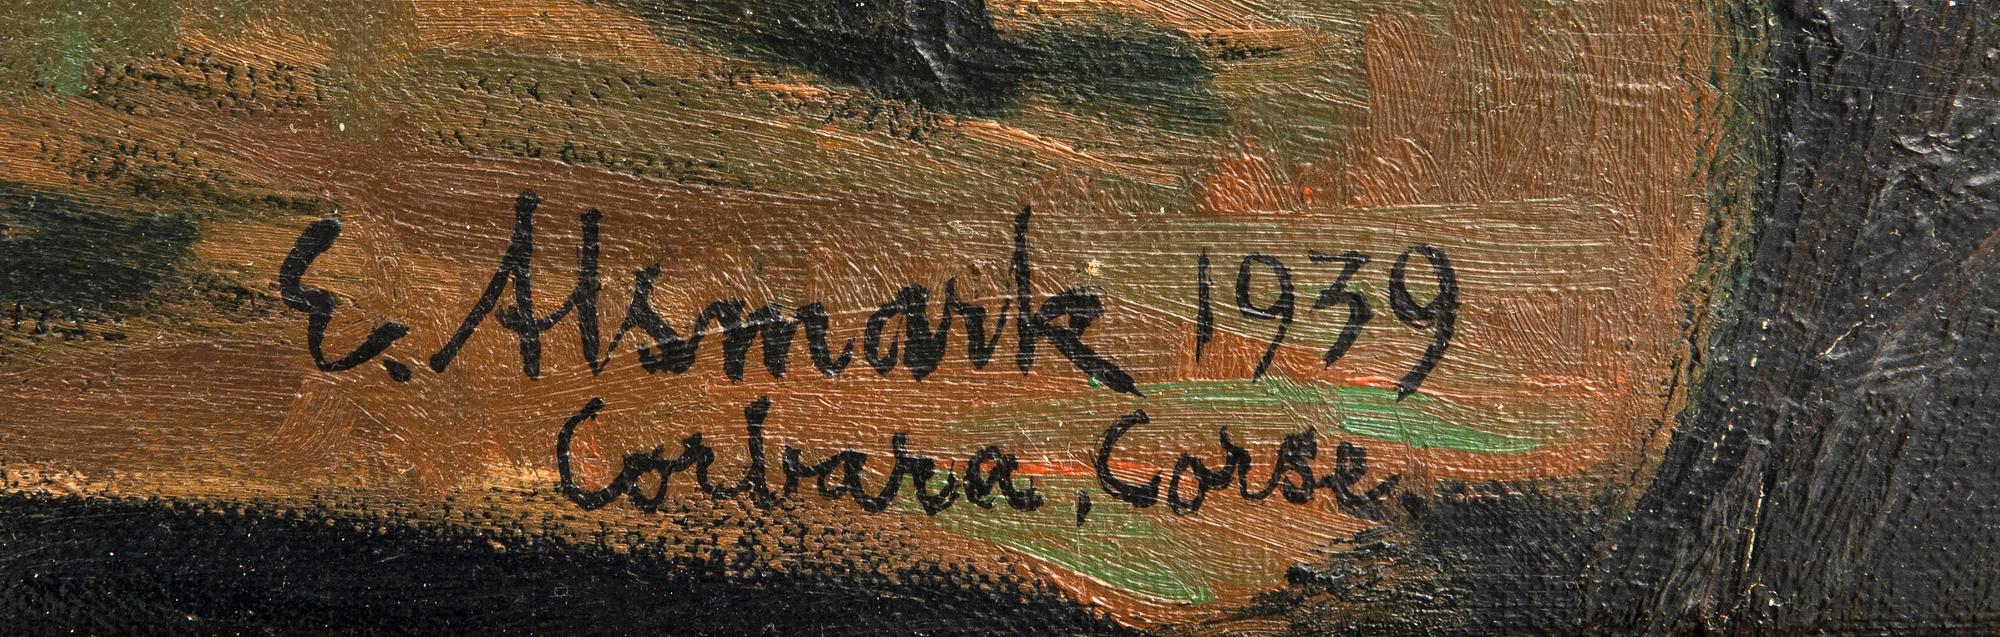 E. Alsmark 1939
Corbara, Corse.